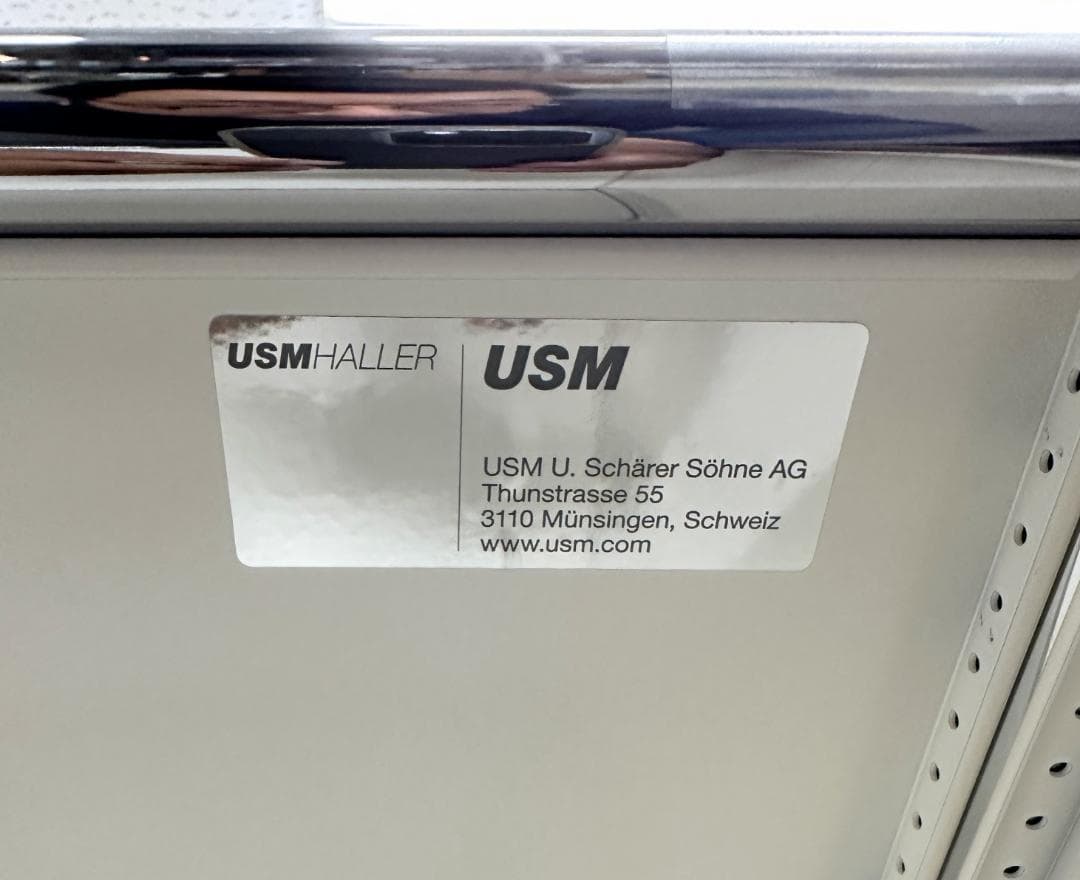 USMHALLER
USM
USM U. Schärer Söhne AG
Thunstrasse 55
3110 Münsingen, Schweiz
www.usm.com